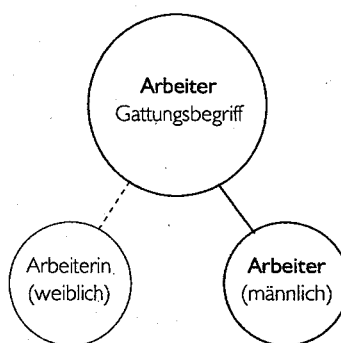 Arbeiter
Gattungsbegriff
Arbeiterin
(weiblich)
Arbeiter
(männlich)